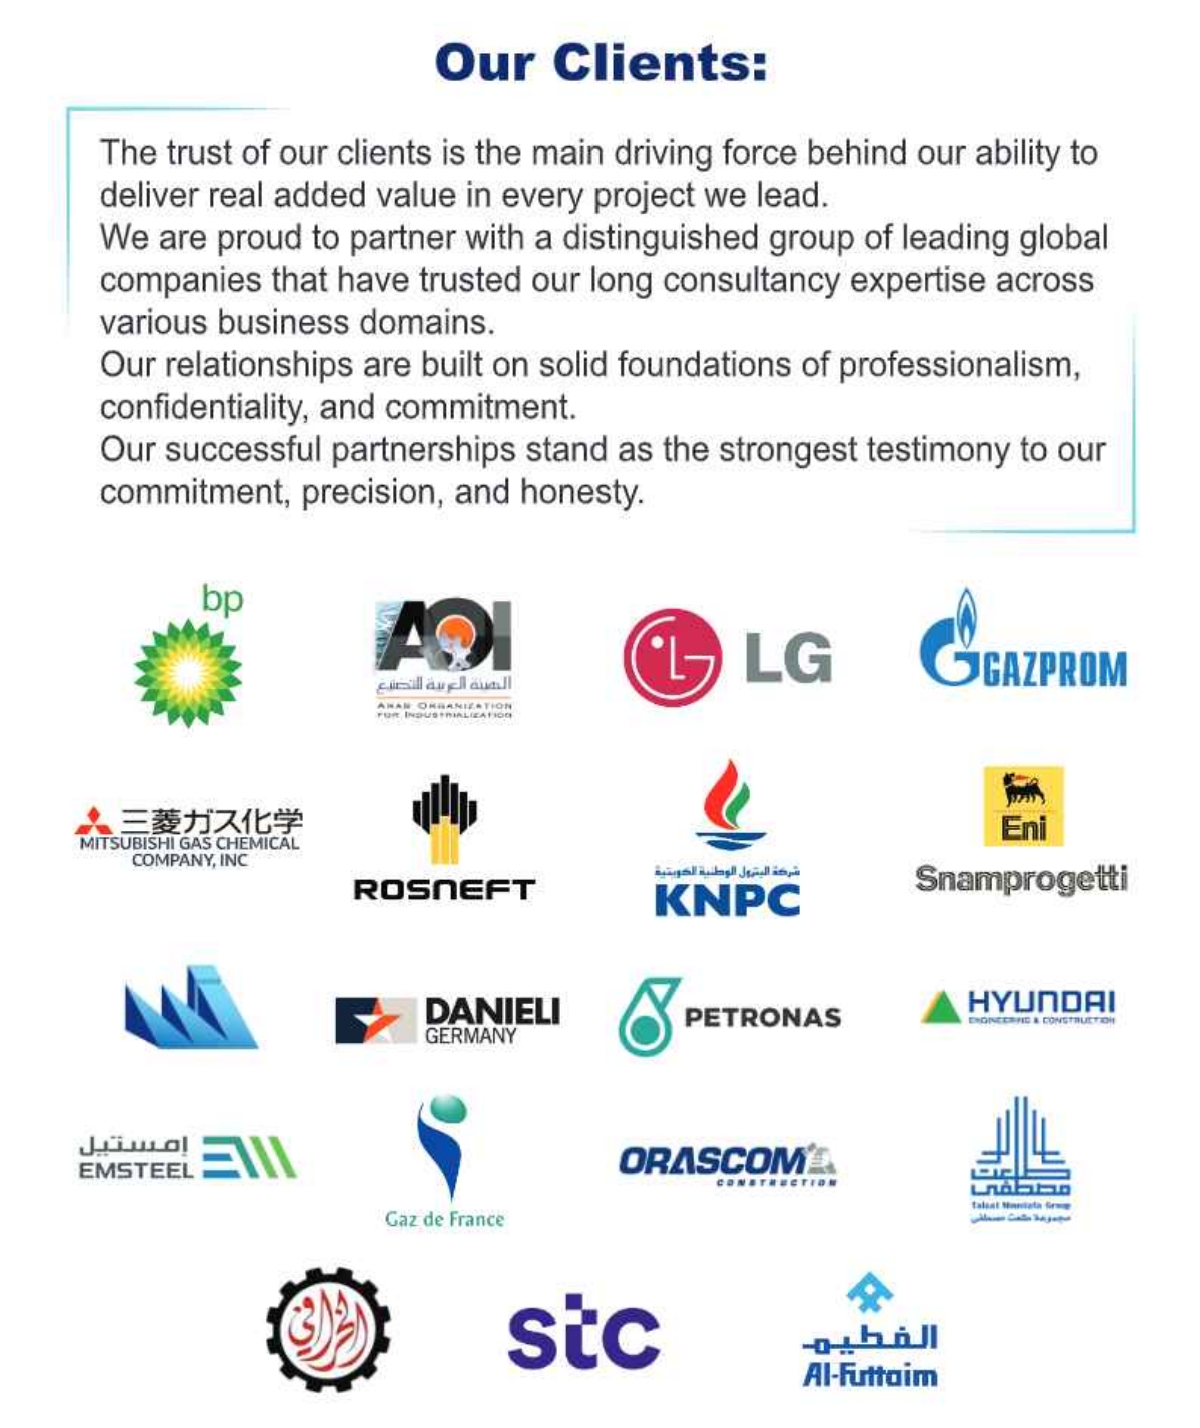 Our Clients:
The trust of our clients is the main driving force behind our ability to
deliver real added value in every project we lead.
We are proud to partner with a distinguished group of leading global
companies that have trusted our long consultancy expertise across
various business domains.
Our relationships are built on solid foundations of professionalism,
confidentiality, and commitment.
Our successful partnerships stand as the strongest testimony to our
commitment, precision, and honesty.
bp
AOI
الهيئة العربية للتصنيع
ARAB ORGANIZATION
FOR INDUSTRIALIZATION
LG
GAZPROM
三菱ガス化学
MITSUBISHI GAS CHEMICAL
COMPANY, INC
ROSNEFT
شركة البترول الوطنية الكويتية
KNPC
Eni
Snamprogetti
DANIELI
GERMANY
PETRONAS
HYUNDAI
ENGINEERING & CONSTRUCTION
إمستيل
EMSTEEL
Gaz de France
ORASCOM
CONSTRUCTION
طلعت
مصطفى
Talaat Moustafa Group
مجموعة طلعت مصطفى
الخرافي
stc
الفطيم
Al-Futtaim